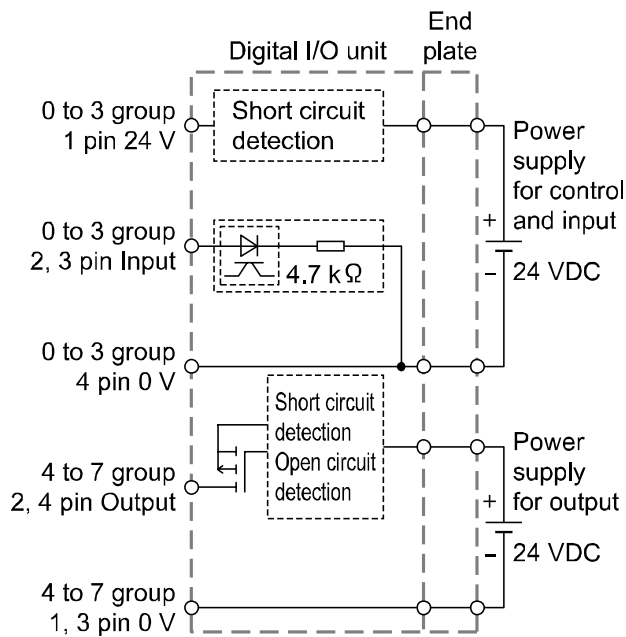 End
plate
Digital I/O unit
0 to 3 group
1 pin 24 V
Short circuit
detection
Power
supply
for control
and input
+
−
24 VDC
0 to 3 group
2, 3 pin Input
4.7 kΩ
0 to 3 group
4 pin 0 V
Short circuit
detection
Open circuit
detection
4 to 7 group
2, 4 pin Output
Power
supply
for output
+
−
24 VDC
4 to 7 group
1, 3 pin 0 V